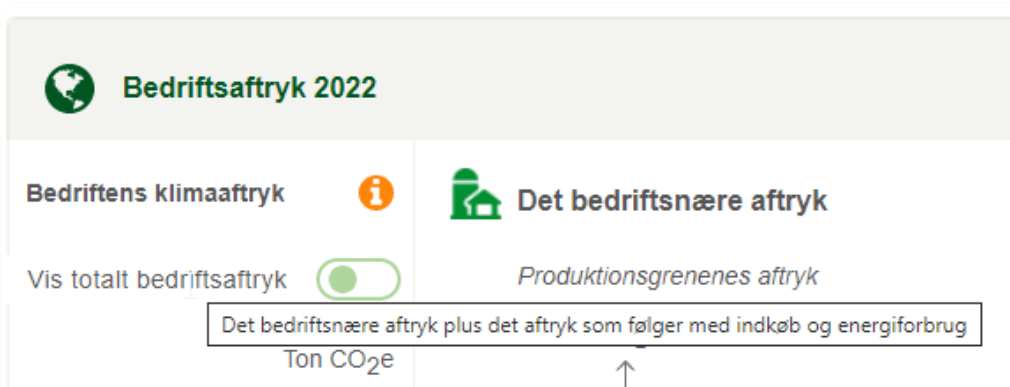 Bedriftsaftryk 2022
Bedriftens klimaaftryk
Det bedriftsnære aftryk
Vis totalt bedriftsaftryk
Produktionsgrenenes aftryk
Det bedriftsnære aftryk plus det aftryk som følger med indkøb og energiforbrug
Ton CO₂e